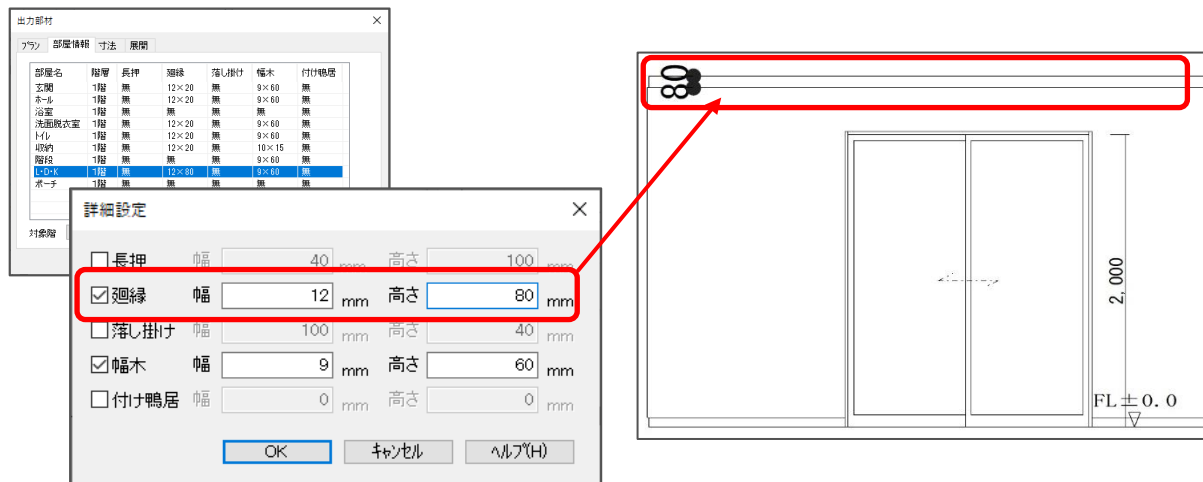 出力部材
プラン 部屋情報 寸法 展開
部屋名 階層 長押 廻縁 落し掛け 幅木 付け鴨居
玄関 1階 無 12×20 無 9×60 無
ホール 1階 無 12×20 無 9×60 無
浴室 1階 無 無 無 無 無
洗面脱衣室 1階 無 12×20 無 9×60 無
トイレ 1階 無 12×20 無 9×60 無
収納 1階 無 12×20 無 10×15 無
階段 1階 無 無 無 9×60 無
L・D・K 1階 無 12×80 無 9×60 無
ポーチ 1階 無 無 無 無 無
対象階
詳細設定
長押 幅 40 mm 高さ 100 mm
廻縁 幅 12 mm 高さ 80 mm
落し掛け 幅 100 mm 高さ 40 mm
幅木 幅 9 mm 高さ 60 mm
付け鴨居 幅 0 mm 高さ 0 mm
OK キャンセル ヘルプ(H)
80
2,000
FL±0.0